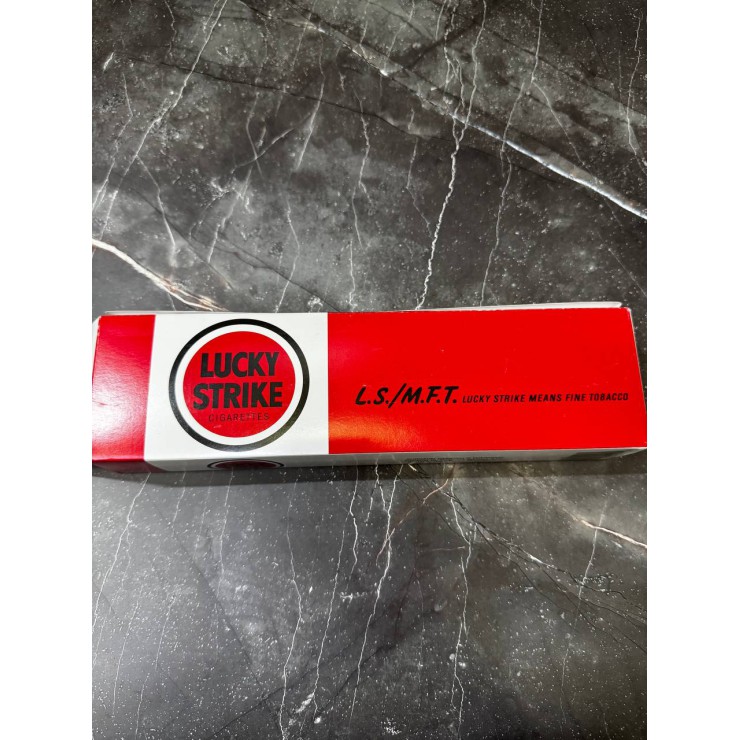 LUCKY
STRIKE
CIGARETTES
L.S./M.F.T. LUCKY STRIKE MEANS FINE TOBACCO